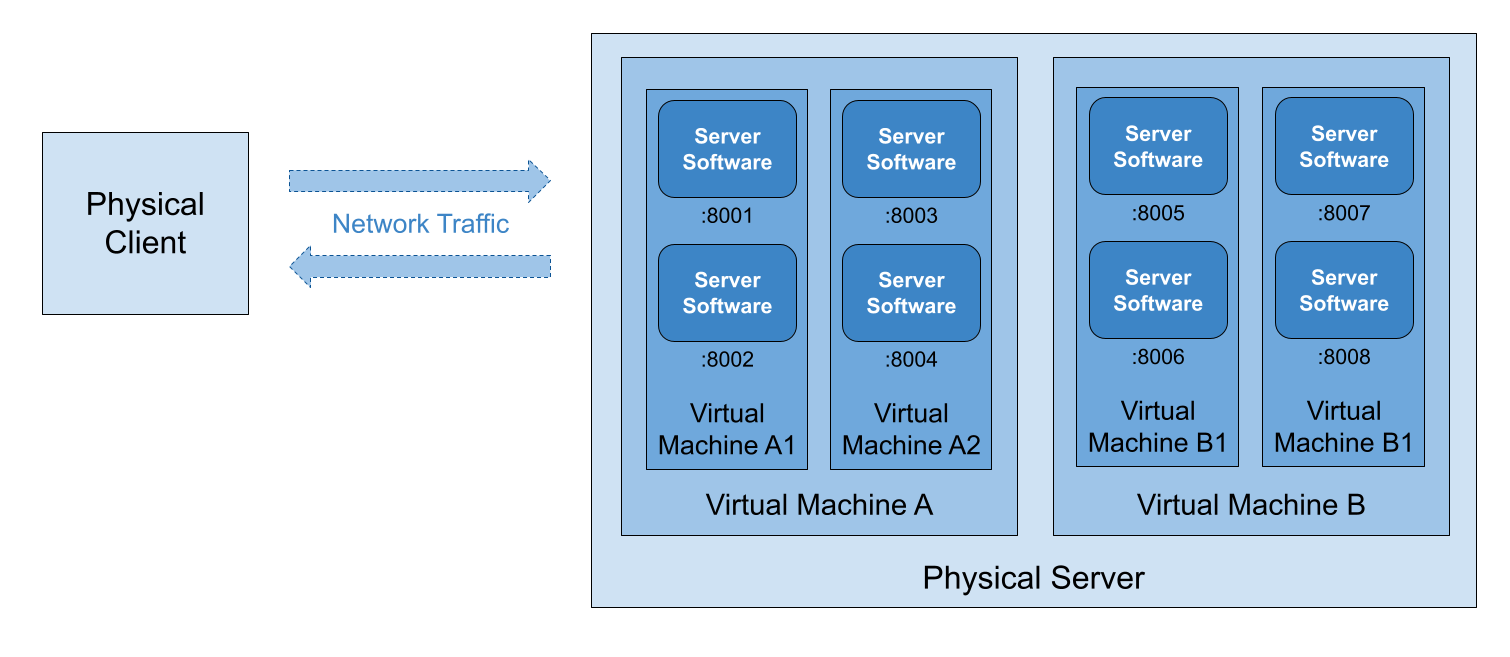 Physical
Client
Network Traffic
Server
Software
:8001
Server
Software
:8002
Virtual
Machine A1
Server
Software
:8003
Server
Software
:8004
Virtual
Machine A2
Virtual Machine A
Server
Software
:8005
Server
Software
:8006
Virtual
Machine B1
Server
Software
:8007
Server
Software
:8008
Virtual
Machine B1
Virtual Machine B
Physical Server